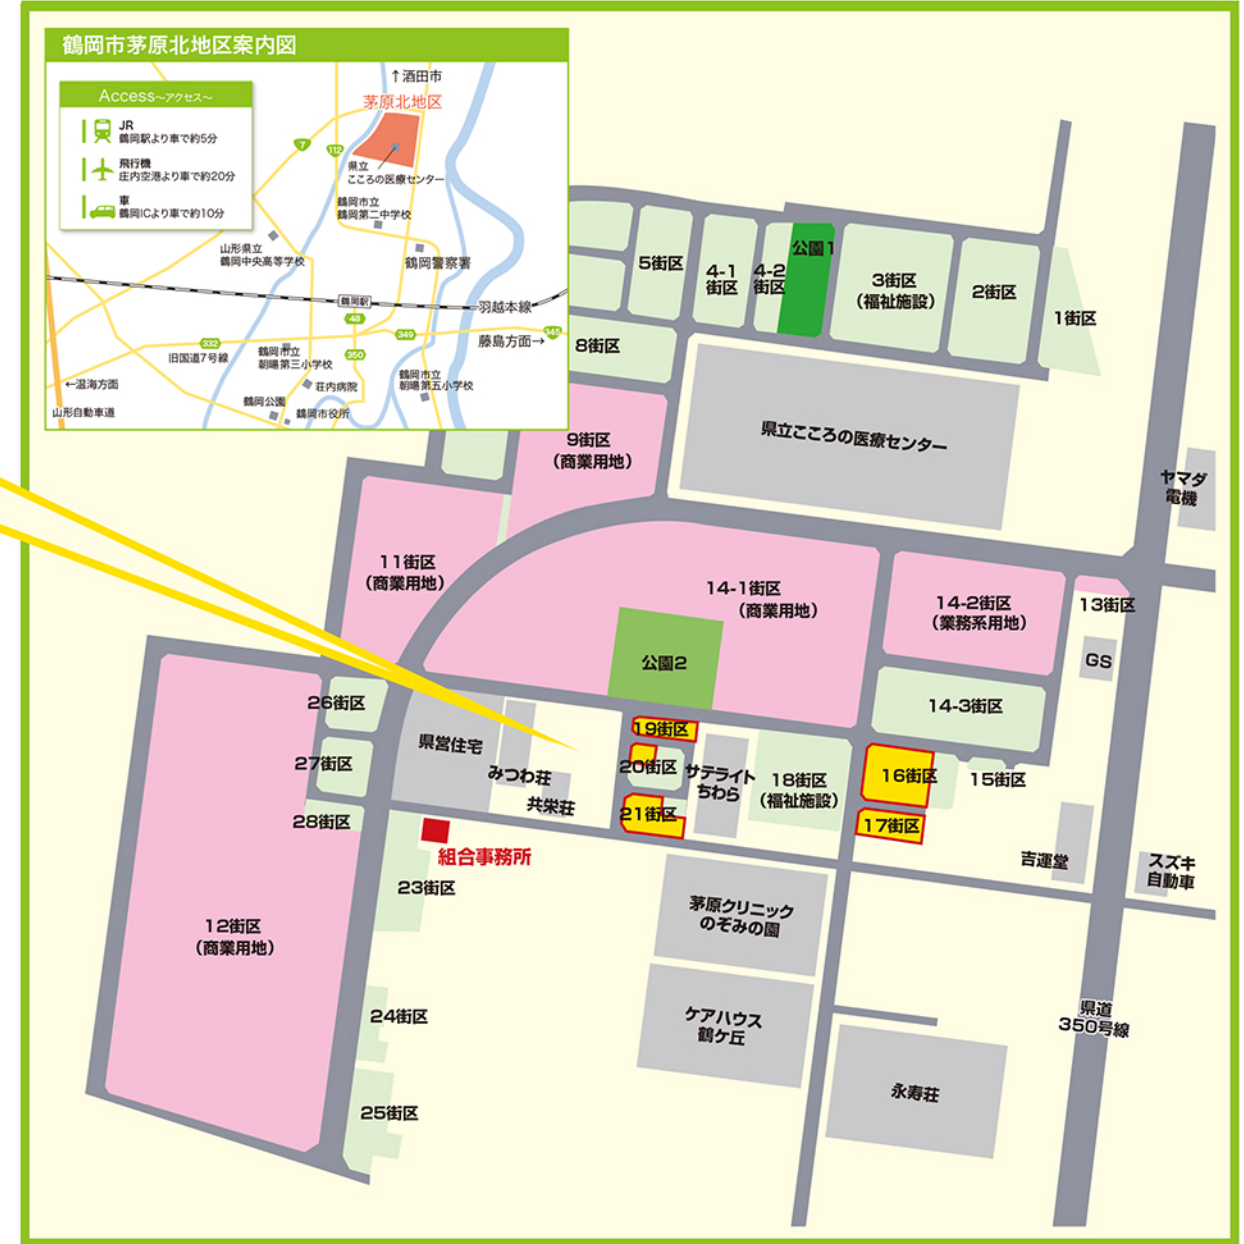 鶴岡市茅原北地区案内図
Access~アクセス~
JR
鶴岡駅より車で約5分
飛行機
庄内空港より車で約20分
車
鶴岡ICより車で約10分
↑酒田市
茅原北地区
7
112
県立
こころの医療センター
鶴岡市立
鶴岡第二中学校
山形県立
鶴岡中央高等学校
鶴岡警察署
鶴岡駅
羽越本線
48
349
345
332
藤島方面→
旧国道7号線
鶴岡市立
朝暘第三小学校
350
←温海方面
荘内病院
鶴岡市立
朝暘第五小学校
鶴岡公園
山形自動車道
鶴岡市役所
5街区
4-1
街区
4-2
街区
公園1
3街区
(福祉施設)
2街区
1街区
8街区
9街区
(商業用地)
県立こころの医療センター
ヤマダ
電機
11街区
(商業用地)
14-1街区
(商業用地)
14-2街区
(業務系用地)
13街区
GS
公園2
14-3街区
26街区
県営住宅
19街区
27街区
みつわ荘
20街区
サテライト
ちわら
18街区
(福祉施設)
16街区
15街区
共栄荘
21街区
28街区
17街区
組合事務所
吉運堂
スズキ
自動車
23街区
12街区
(商業用地)
茅原クリニック
のぞみの園
24街区
ケアハウス
鶴ケ丘
県道
350号線
25街区
永寿荘